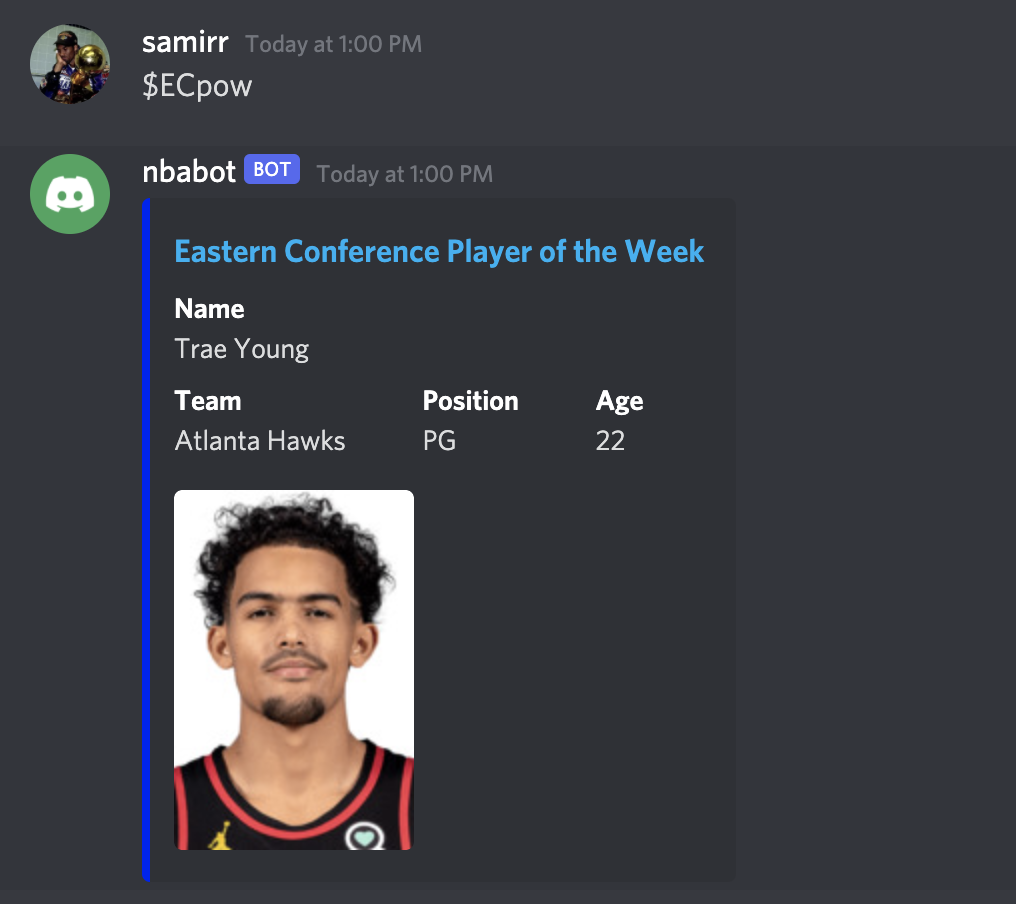 samirr Today at 1:00 PM
$ECpow
nbabot BOT Today at 1:00 PM
Eastern Conference Player of the Week
Name
Trae Young
Team Position Age
Atlanta Hawks PG 22